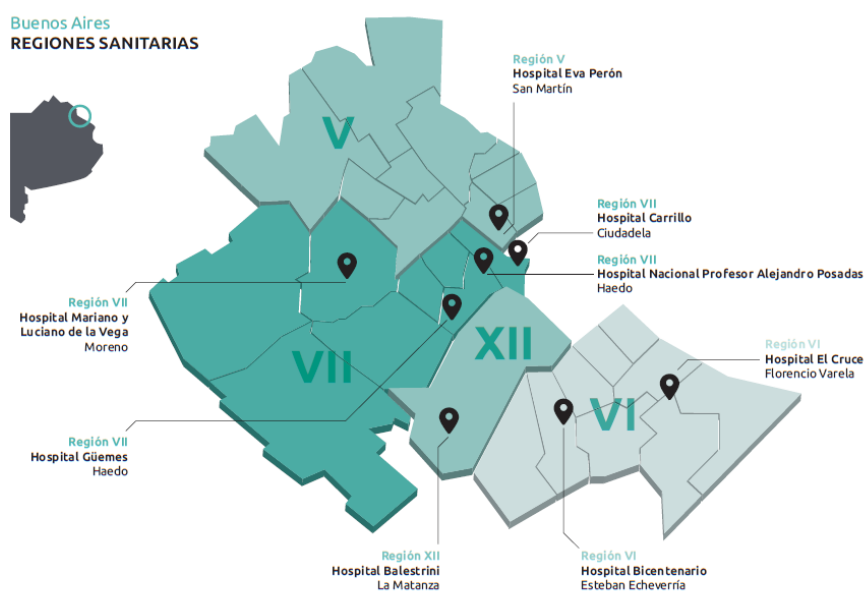 Buenos Aires
REGIONES SANITARIAS
Región V
Hospital Eva Perón
San Martín
V
Región VII
Hospital Carrillo
Ciudadela
Región VII
Hospital Nacional Profesor Alejandro Posadas
Haedo
Región VII
Hospital Mariano y
Luciano de la Vega
Moreno
XII
VII
Región VI
Hospital El Cruce
Florencio Varela
VI
Región VII
Hospital Güemes
Haedo
Región XII
Hospital Balestrini
La Matanza
Región VI
Hospital Bicentenario
Esteban Echeverría